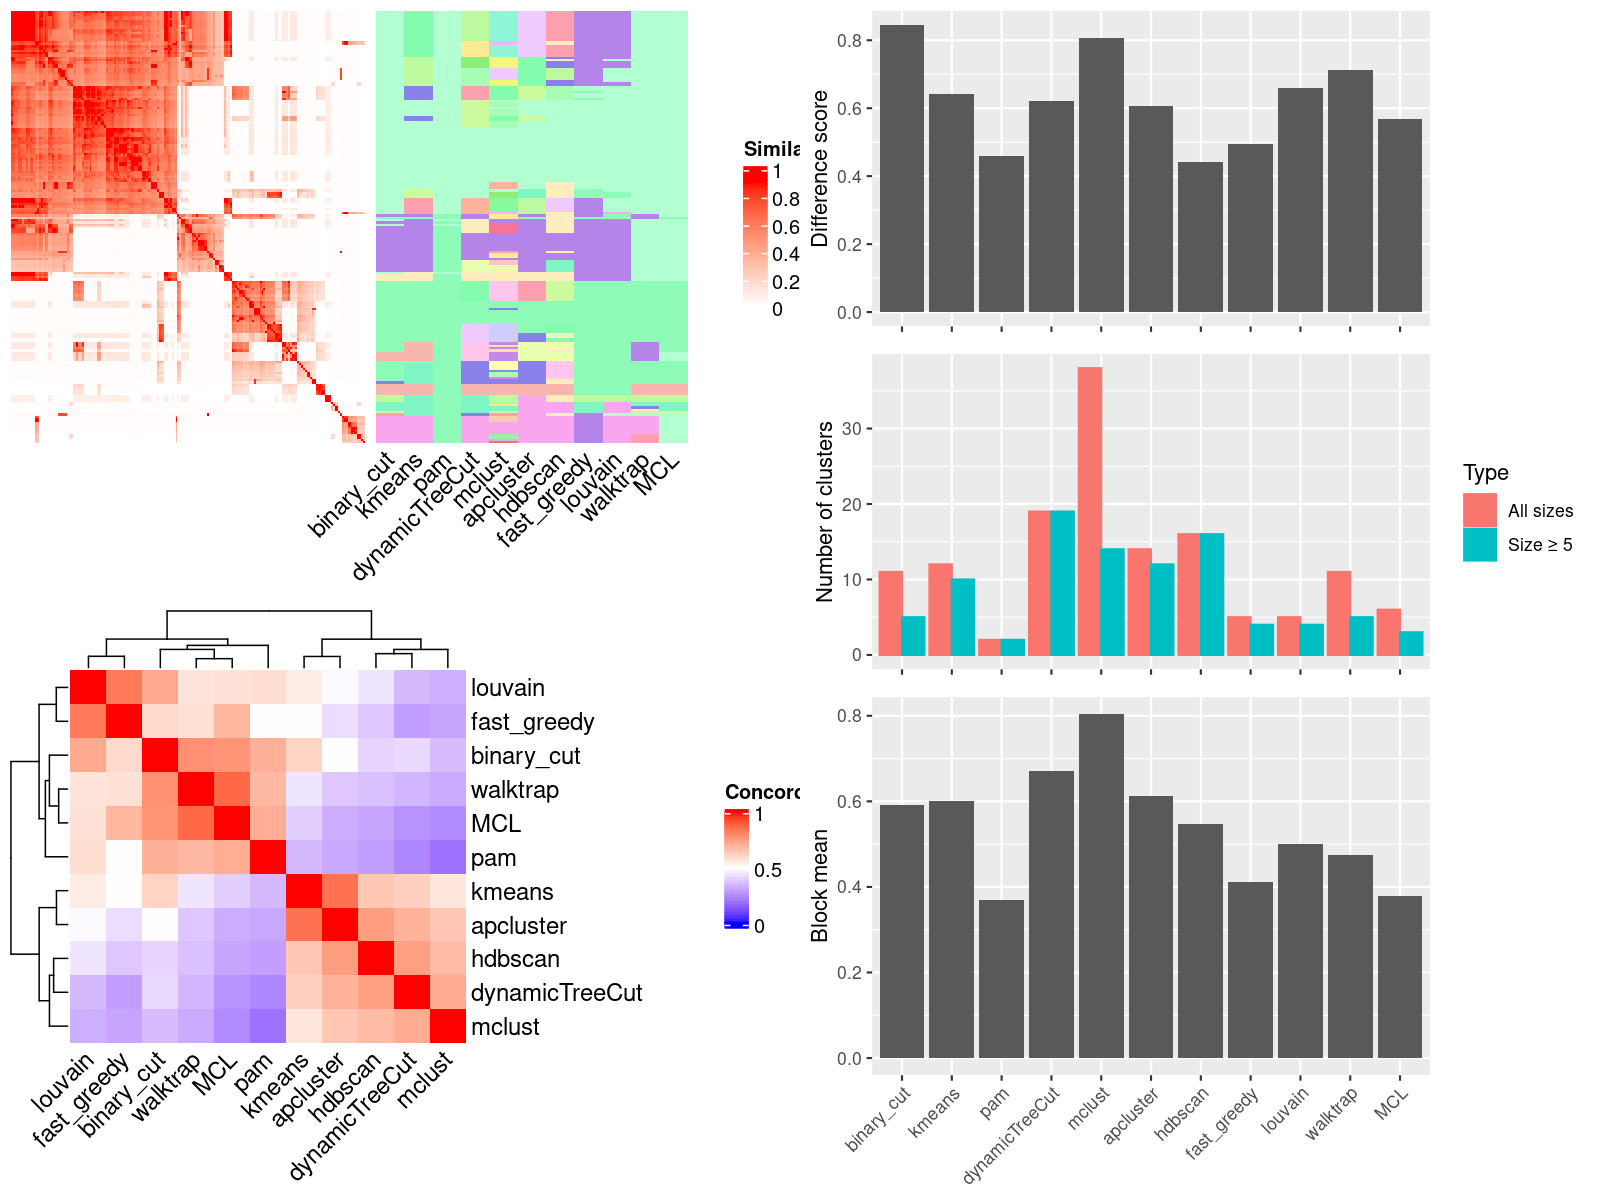 Simila
1
0.8
0.6
0.4
0.2
0
binary_cut
kmeans
pam
dynamicTreeCut
mclust
apcluster
hdbscan
fast_greedy
louvain
walktrap
MCL
louvain
fast_greedy
binary_cut
walktrap
MCL
pam
kmeans
apcluster
hdbscan
dynamicTreeCut
mclust
louvain
fast_greedy
binary_cut
walktrap
MCL
pam
kmeans
apcluster
hdbscan
dynamicTreeCut
mclust
Concord
1
0.5
0
Difference score
0.8
0.6
0.4
0.2
0.0
Number of clusters
30
20
10
0
Type
All sizes
Size ≥ 5
Block mean
0.8
0.6
0.4
0.2
0.0
binary_cut
kmeans
pam
dynamicTreeCut
mclust
apcluster
hdbscan
fast_greedy
louvain
walktrap
MCL